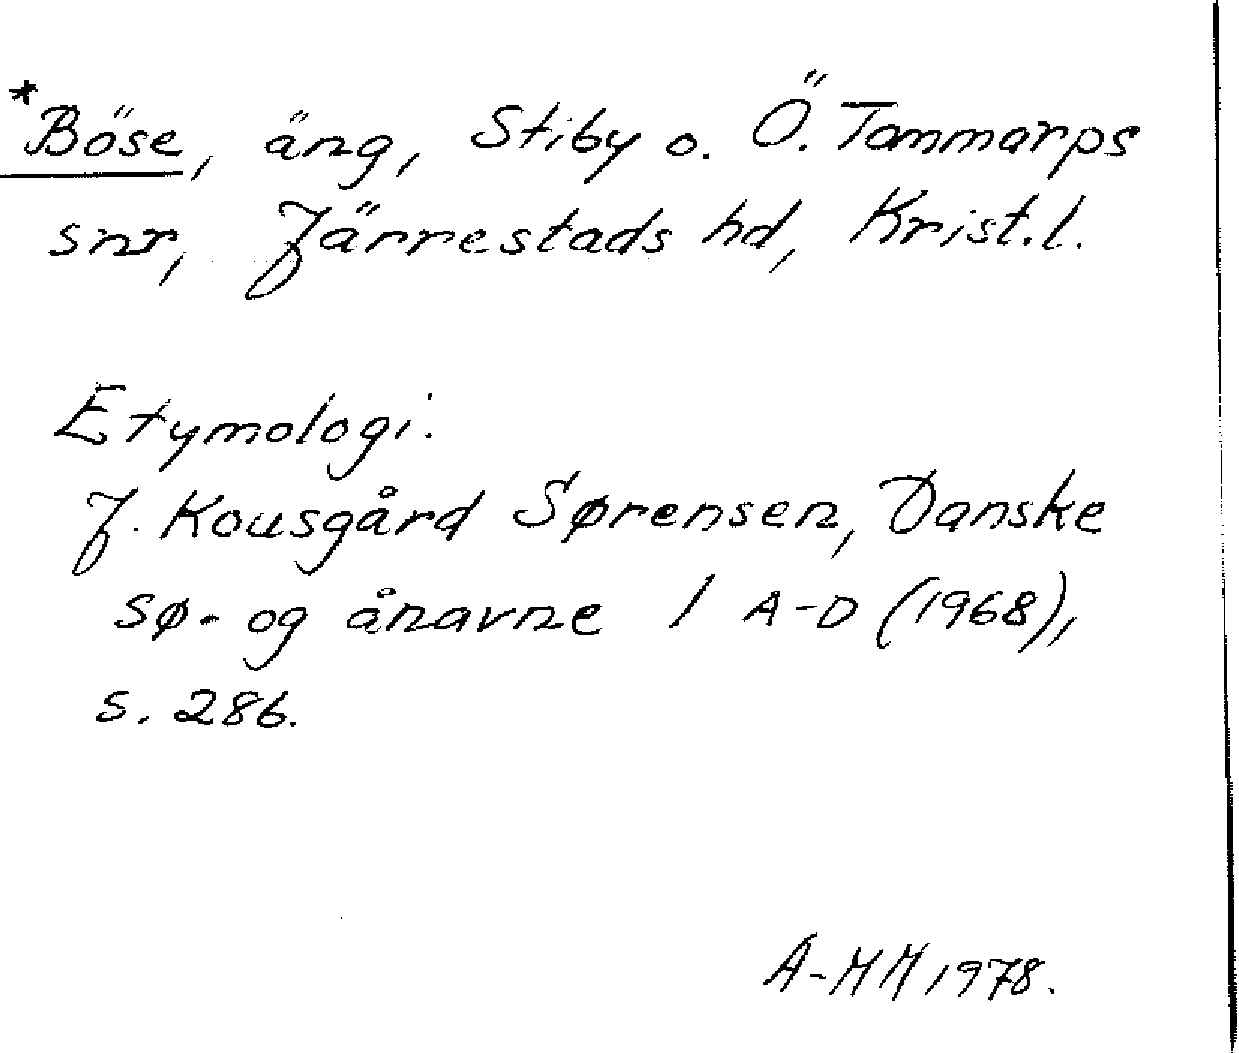 *Böse, äng, Stiby o. Ö. Tommarps
snr, Järrestads hd, Krist.l.
Etymologi:
J. Kousgård Sørensen, Danske
sø- og ånavne 1 A-D (1968),
s. 286.
A-MM 1978.